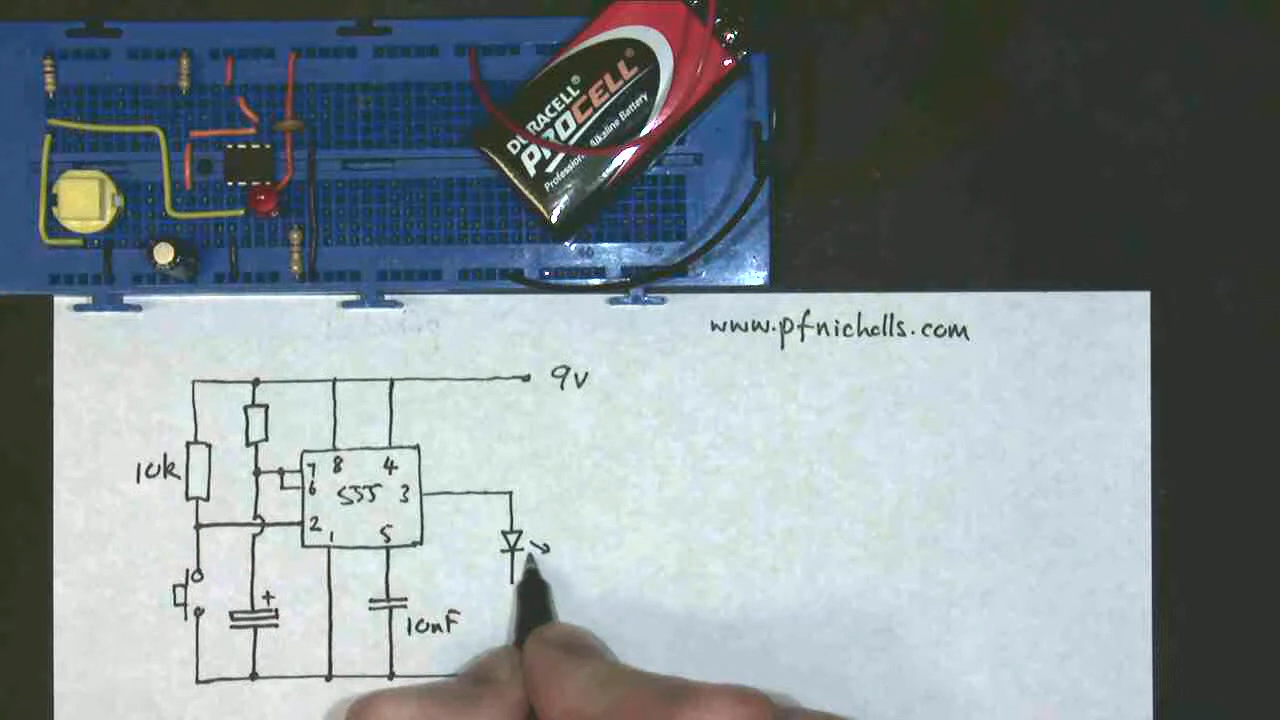 DURACELL®
PROCELL®
Professional Alkaline Battery
www.pfnicholls.com
9v
10k
7 8 4
6 555 3
2 1 5
+
10nF